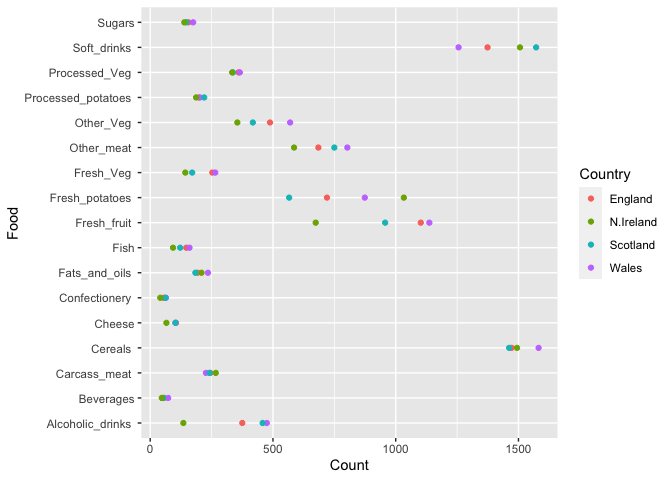 Sugars
Soft_drinks
Processed_Veg
Processed_potatoes
Other_Veg
Other_meat
Fresh_Veg
Fresh_potatoes
Fresh_fruit
Fish
Fats_and_oils
Confectionery
Cheese
Cereals
Carcass_meat
Beverages
Alcoholic_drinks
Food
0 500 1000 1500
Count
Country
England
N.Ireland
Scotland
Wales